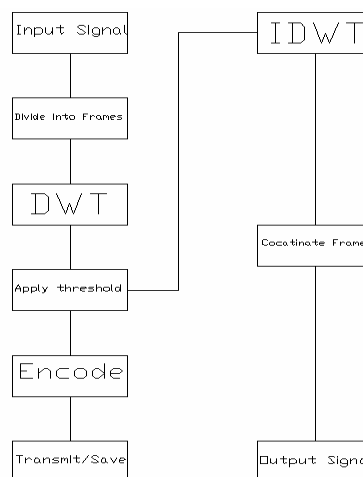 Input Signal
Divide into Frames
DWT
Apply threshold
Encode
Transmit/Save
IDWT
Cocatinate Frame
Output Signa